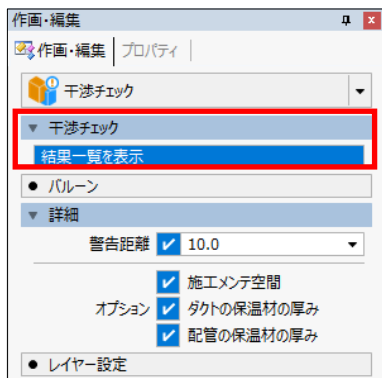 作画・編集
作画・編集 プロパティ
干渉チェック
干渉チェック
結果一覧を表示
バルーン
詳細
警告距離 10.0
施工メンテ空間
オプション ダクトの保温材の厚み
配管の保温材の厚み
レイヤー設定